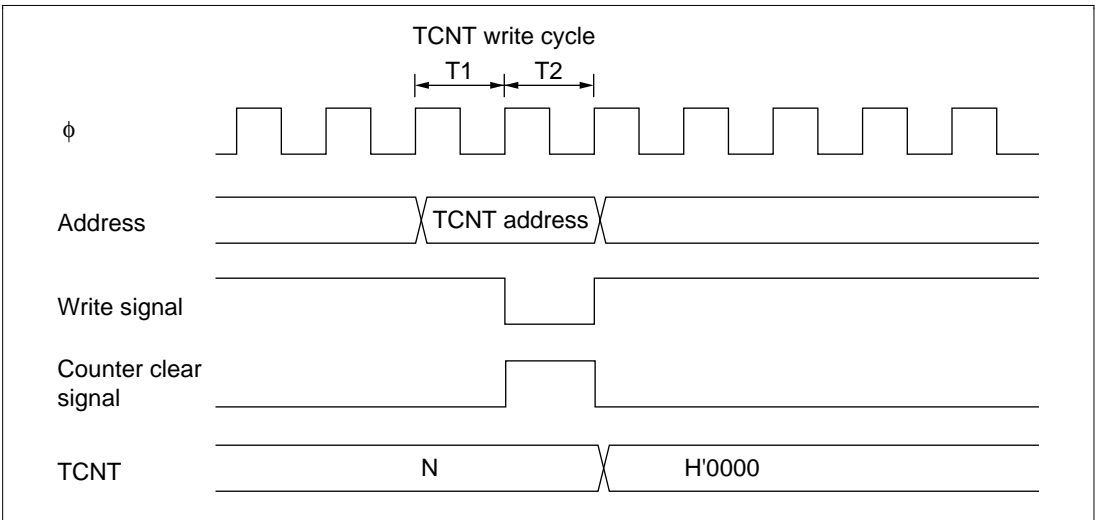 TCNT write cycle
T1 T2
ϕ
Address TCNT address
Write signal
Counter clear
signal
TCNT N H'0000